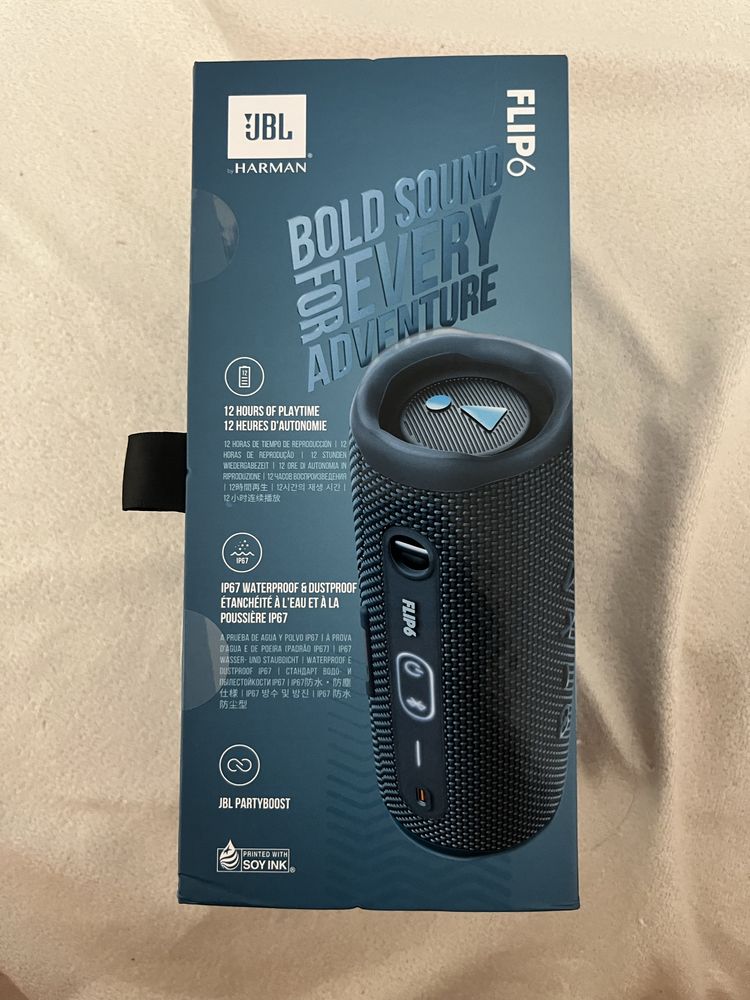 JBL
by HARMAN®
FLIP6
BOLD SOUND
FOR EVERY
ADVENTURE
12
12 HOURS OF PLAYTIME
12 HEURES D'AUTONOMIE
12 HORAS DE TIEMPO DE REPRODUCCIÓN | 12
HORAS DE REPRODUÇÃO | 12 STUNDEN
WIEDERGABEZEIT | 12 ORE DI AUTONOMIA IN
RIPRODUZIONE | 12 ЧАСОВ ВОСПРОИЗВЕДЕНИЯ
| 12時間再生 | 12시간의 재생 시간 |
12 小时连续播放
IP67
IP67 WATERPROOF & DUSTPROOF
ÉTANCHÉITÉ À L'EAU ET À LA
POUSSIÈRE IP67
A PRUEBA DE AGUA Y POLVO IP67 | À PROVA
D'ÁGUA E DE POEIRA (PADRÃO IP67) | IP67
WASSER- UND STAUBDICHT | WATERPROOF E
DUSTPROOF IP67 | СТАНДАРТ ВОДО- И
ПЫЛЕСТОЙКОСТИ IP67 | IP67防水・防塵
仕様 | IP67 방수 및 방진 | IP67 防水
防尘型
FLIP6
JBL PARTYBOOST
PRINTED WITH
SOY INK®